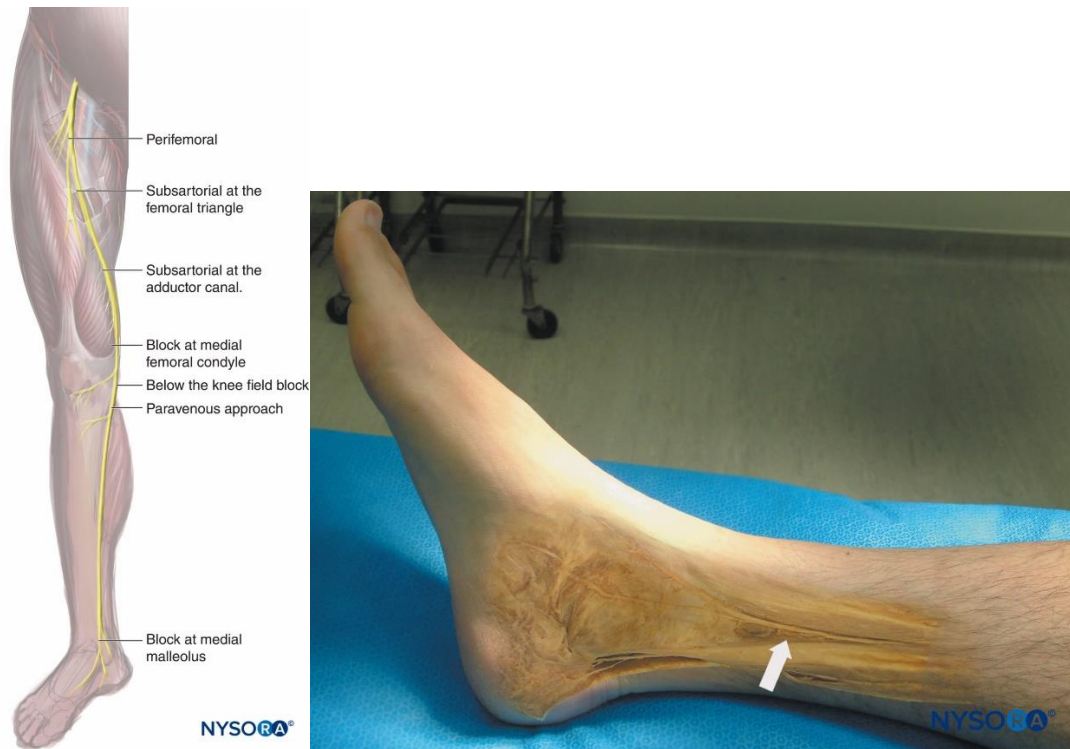 Perifemoral
Subsartorial at the
femoral triangle
Subsartorial at the
adductor canal.
Block at medial
femoral condyle
Below the knee field block
Paravenous approach
Block at medial
malleolus
NYSORA©
NYSORA©